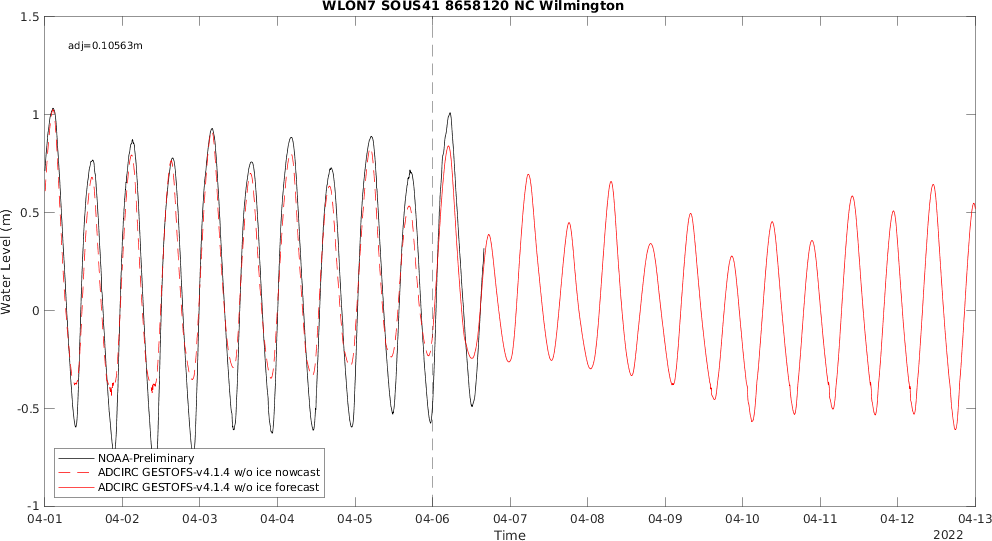 WLON7 SOUS41 8658120 NC Wilmington
adj=0.10563m
1.5
1
0.5
0
-0.5
-1
Water Level (m)
NOAA-Preliminary
ADCIRC GESTOFS-v4.1.4 w/o ice nowcast
ADCIRC GESTOFS-v4.1.4 w/o ice forecast
04-01 04-02 04-03 04-04 04-05 04-06 04-07 04-08 04-09 04-10 04-11 04-12 04-13
Time
2022